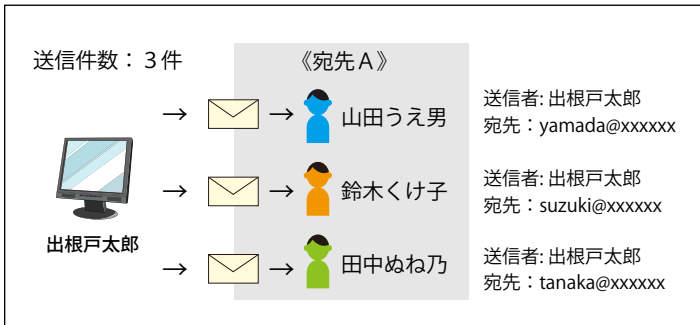 送信件数：３件
《宛先Ａ》
山田うえ男
送信者: 出根戸太郎
宛先：yamada@xxxxxx
鈴木くけ子
送信者: 出根戸太郎
宛先：suzuki@xxxxxx
出根戸太郎
田中ぬね乃
送信者: 出根戸太郎
宛先：tanaka@xxxxxx